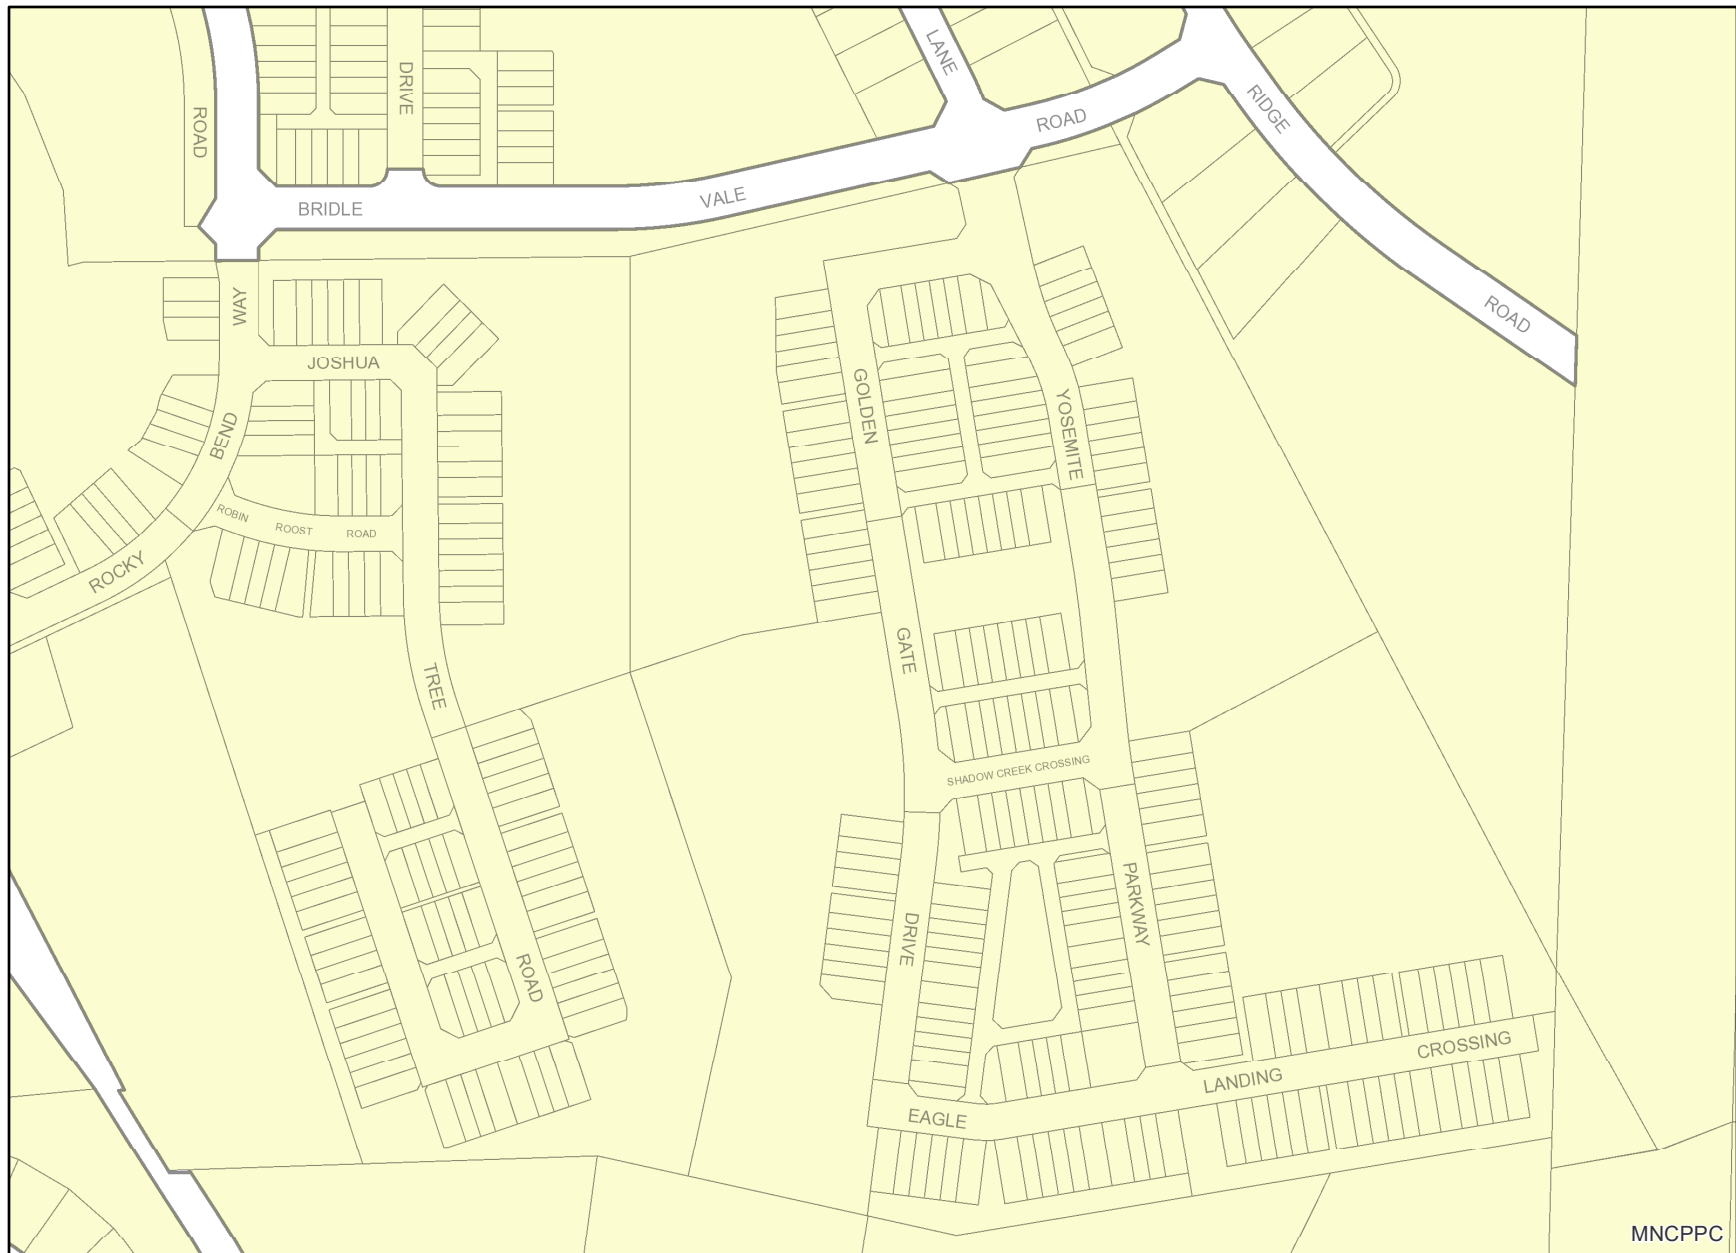 LANE
ROAD
DRIVE
ROAD
RIDGE
ROAD
BRIDLE
VALE
ROAD
WAY
JOSHUA
BEND
GOLDEN
YOSEMITE
ROBIN ROOST ROAD
ROCKY
GATE
TREE
SHADOW CREEK CROSSING
PARKWAY
DRIVE
ROAD
CROSSING
LANDING
EAGLE
MNCPPC